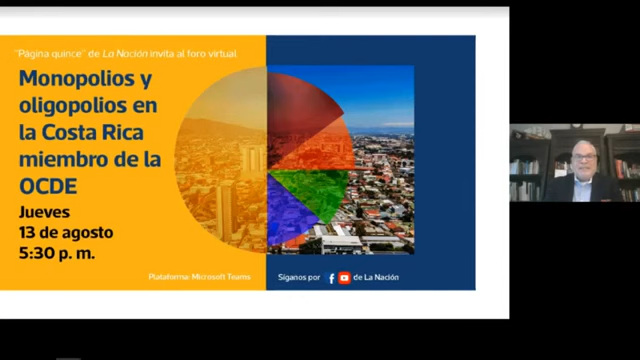 "Página quince" de La Nación invita al foro virtual
Monopolios y
oligopolios en
la Costa Rica
miembro de la
OCDE
Jueves
13 de agosto
5:30 p. m.
Plataforma: Microsoft Teams
Síganos por f de La Nación